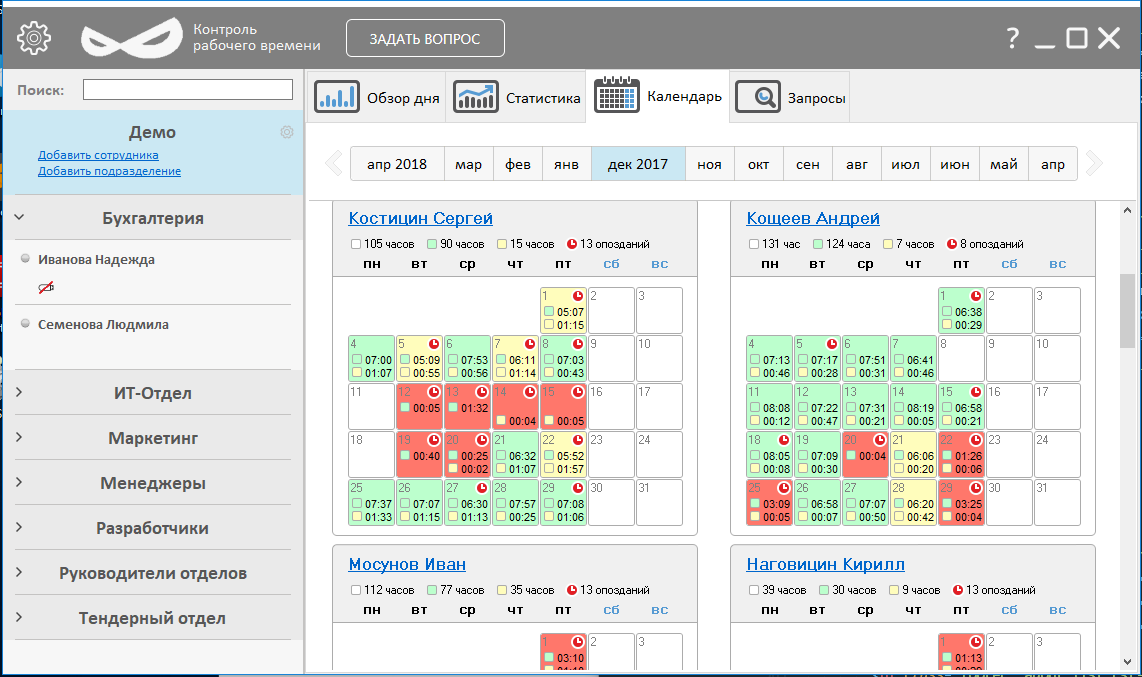 Контроль
рабочего времени
ЗАДАТЬ ВОПРОС
?
Поиск:
Демо
Добавить сотрудника
Добавить подразделение
Бухгалтерия
Иванова Надежда
Семенова Людмила
ИТ-Отдел
Маркетинг
Менеджеры
Разработчики
Руководители отделов
Тендерный отдел
Обзор дня
Статистика
Календарь
Запросы
апр 2018 мар фев янв дек 2017 ноя окт сен авг июл июн май апр
Костицин Сергей
105 часов 90 часов 15 часов 13 опозданий
пн вт ср чт пт сб вс
1 2 3
05:07
01:15
4 5 6 7 8 9 10
07:00 05:09 07:53 06:11 07:03
01:07 00:55 00:56 01:14 00:43
11 12 13 14 15 16 17
00:05 01:32
00:04 00:05
18 19 20 21 22 23 24
00:40 00:25 06:32 05:52
00:02 01:07 01:57
25 26 27 28 29 30 31
07:37 07:07 06:30 07:57 07:08
01:33 01:15 01:13 00:25 01:06
Кощеев Андрей
131 час 124 часа 7 часов 8 опозданий
пн вт ср чт пт сб вс
1 2 3
06:38
00:29
4 5 6 7 8 9 10
07:13 07:17 07:51 06:41
00:46 00:28 00:31 00:46
11 12 13 14 15 16 17
08:08 07:22 07:31 08:19 06:58
00:12 00:47 00:21 00:05 00:21
18 19 20 21 22 23 24
08:05 07:09 00:04 06:06 01:26
00:08 00:30 00:20 00:06
25 26 27 28 29 30 31
03:09 06:58 07:07 06:20 03:25
00:05 00:07 00:50 00:42 00:04
Мосунов Иван
112 часов 77 часов 35 часов 13 опозданий
пн вт ср чт пт сб вс
1 2 3
03:10
Наговицин Кирилл
39 часов 30 часов 9 часов 13 опозданий
пн вт ср чт пт сб вс
1 2 3
01:13